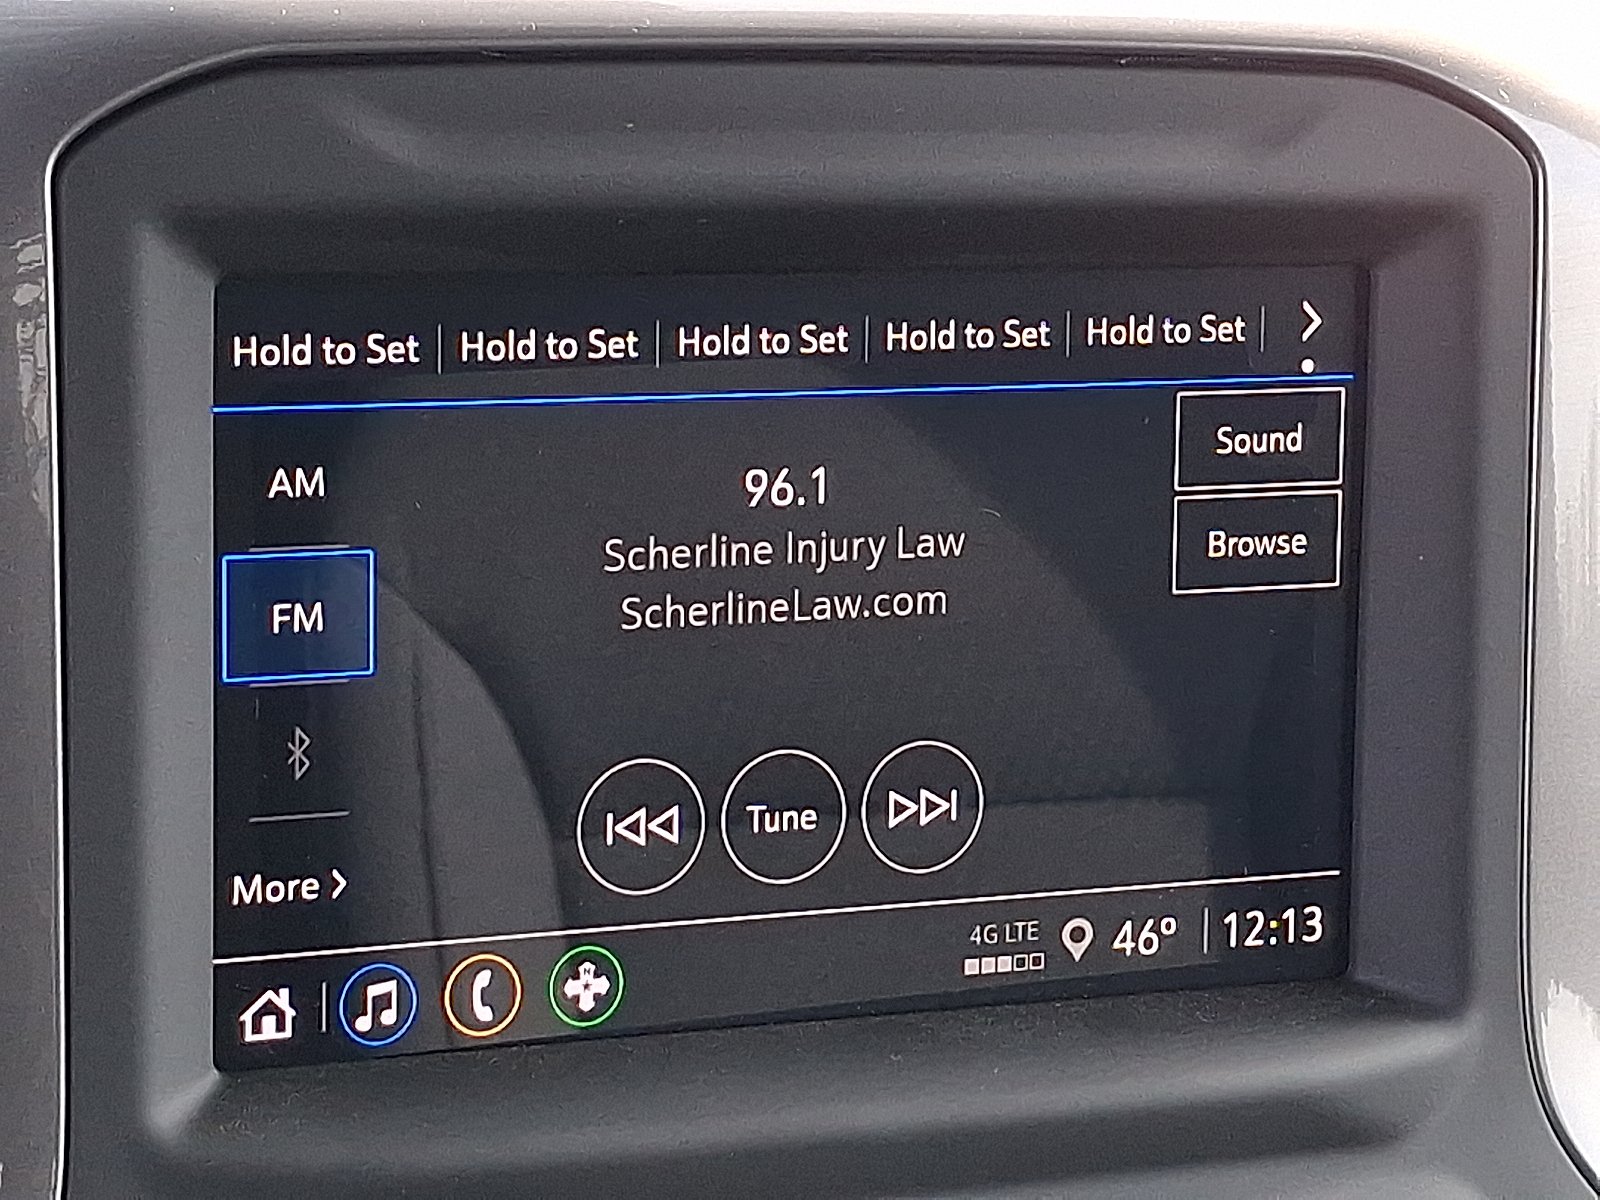 Hold to Set Hold to Set Hold to Set Hold to Set Hold to Set
Sound
AM
96.1
Browse
Scherline Injury Law
FM
ScherlineLaw.com
Tune
More
4G LTE 46° 12:13
N